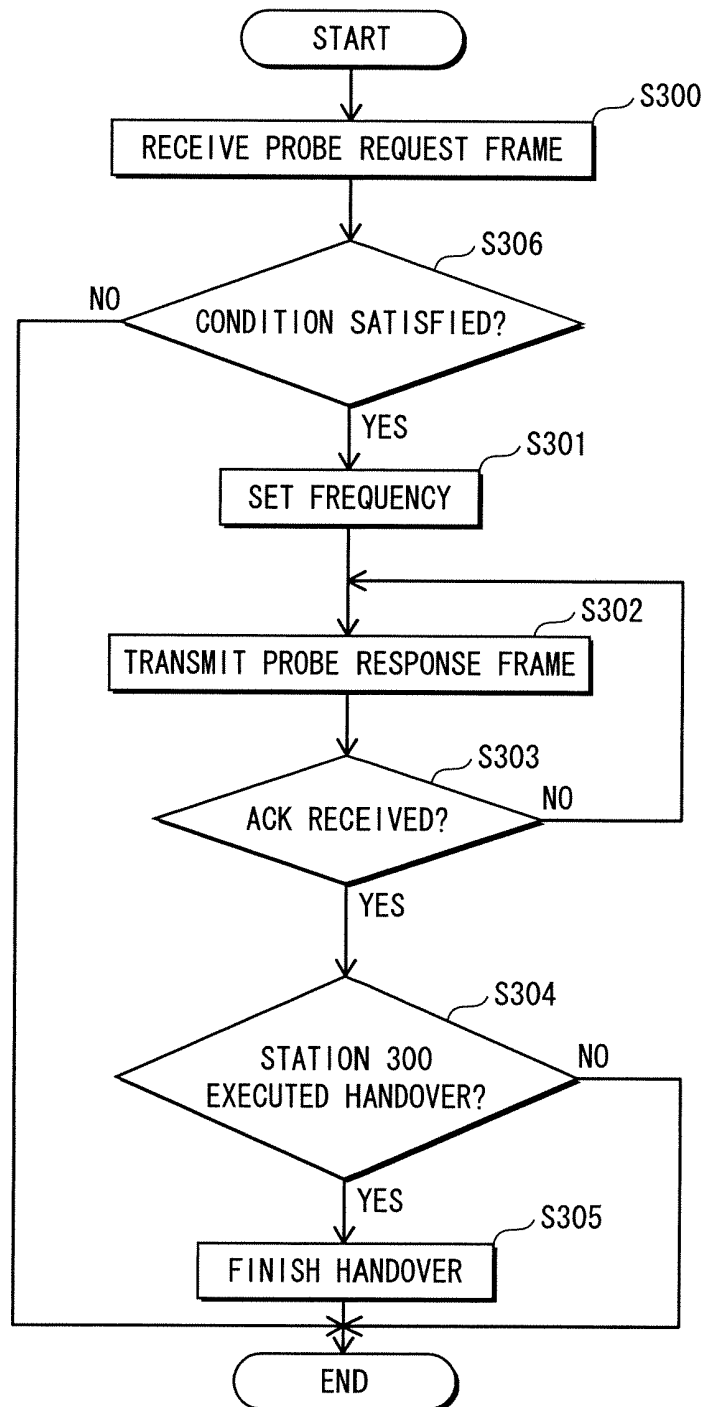 START
S300
RECEIVE PROBE REQUEST FRAME
S306
NO
CONDITION SATISFIED?
YES
S301
SET FREQUENCY
S302
TRANSMIT PROBE RESPONSE FRAME
S303
NO
ACK RECEIVED?
YES
S304
STATION 300
NO
EXECUTED HANDOVER?
YES
S305
FINISH HANDOVER
END